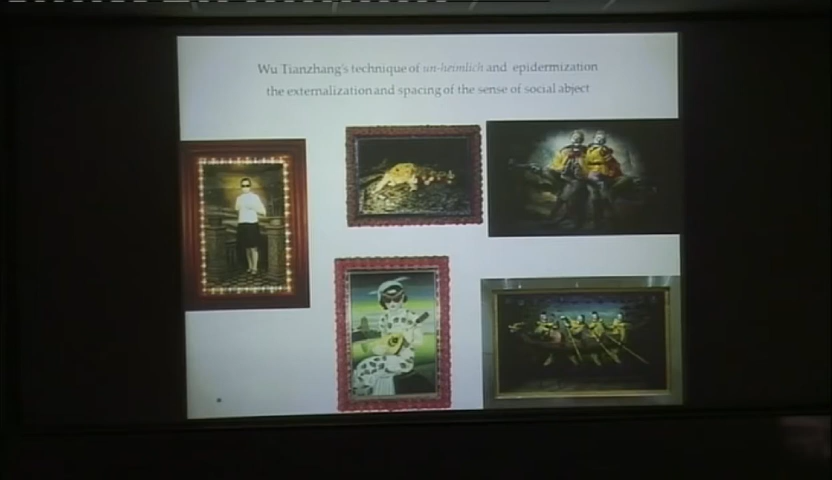 Wu Tianzhang's technique of un-heimlich and epidermization
the externalization and spacing of the sense of social abject